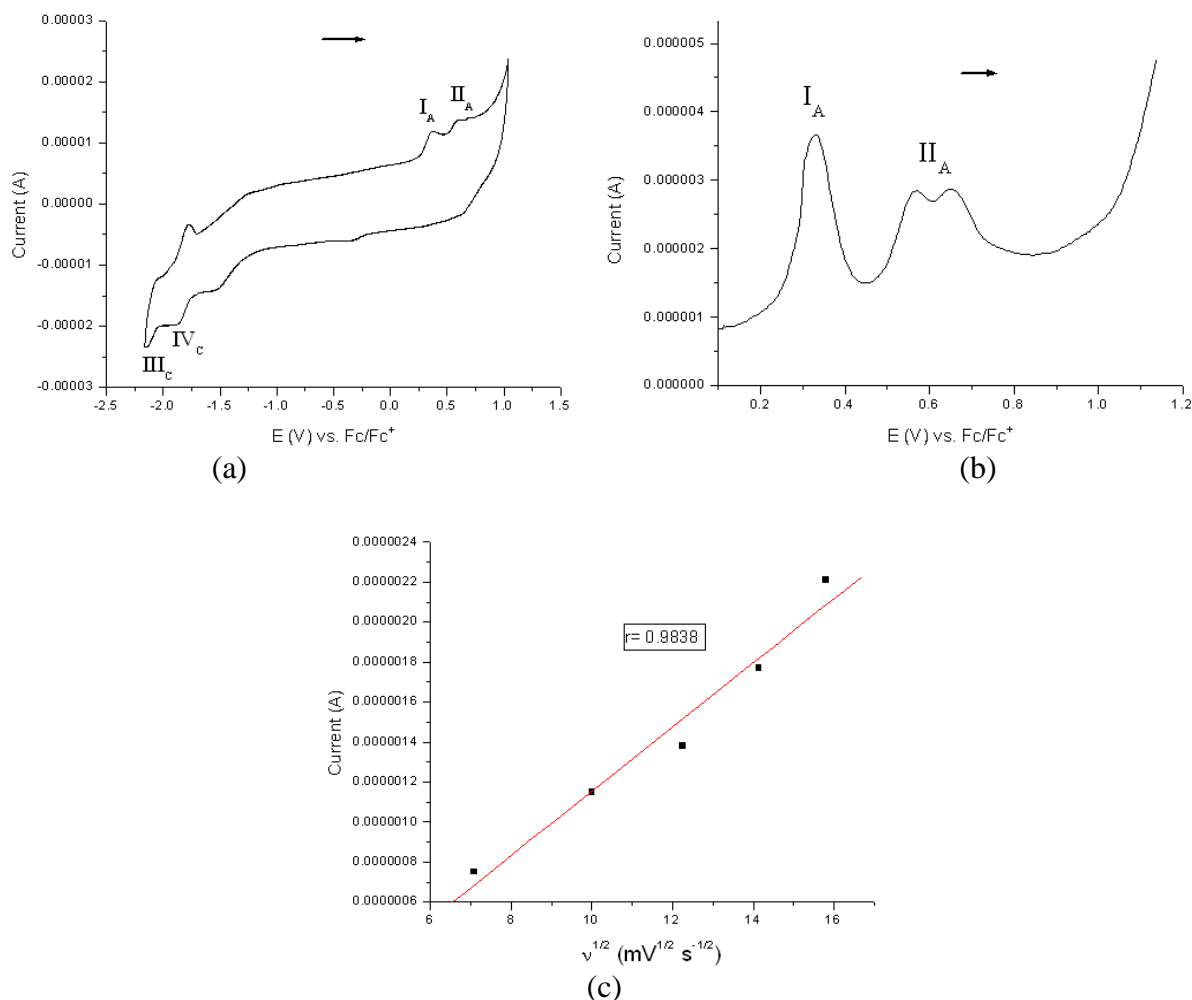 0.00003
0.00002
0.00001
0.00000
-0.00001
-0.00002
-0.00003
Current (A)
I_A
II_A
IV_C
III_C
-2.5 -2.0 -1.5 -1.0 -0.5 0.0 0.5 1.0 1.5
E (V) vs. Fc/Fc⁺
(a)
0.000005
0.000004
0.000003
0.000002
0.000001
0.000000
Current (A)
I_A
II_A
0.2 0.4 0.6 0.8 1.0 1.2
E (V) vs. Fc/Fc⁺
(b)
0.0000024
0.0000022
0.0000020
0.0000018
0.0000016
0.0000014
0.0000012
0.0000010
0.0000008
0.0000006
Current (A)
r= 0.9838
6 8 10 12 14 16
ν^1/2 (mV^1/2 s^-1/2)
(c)